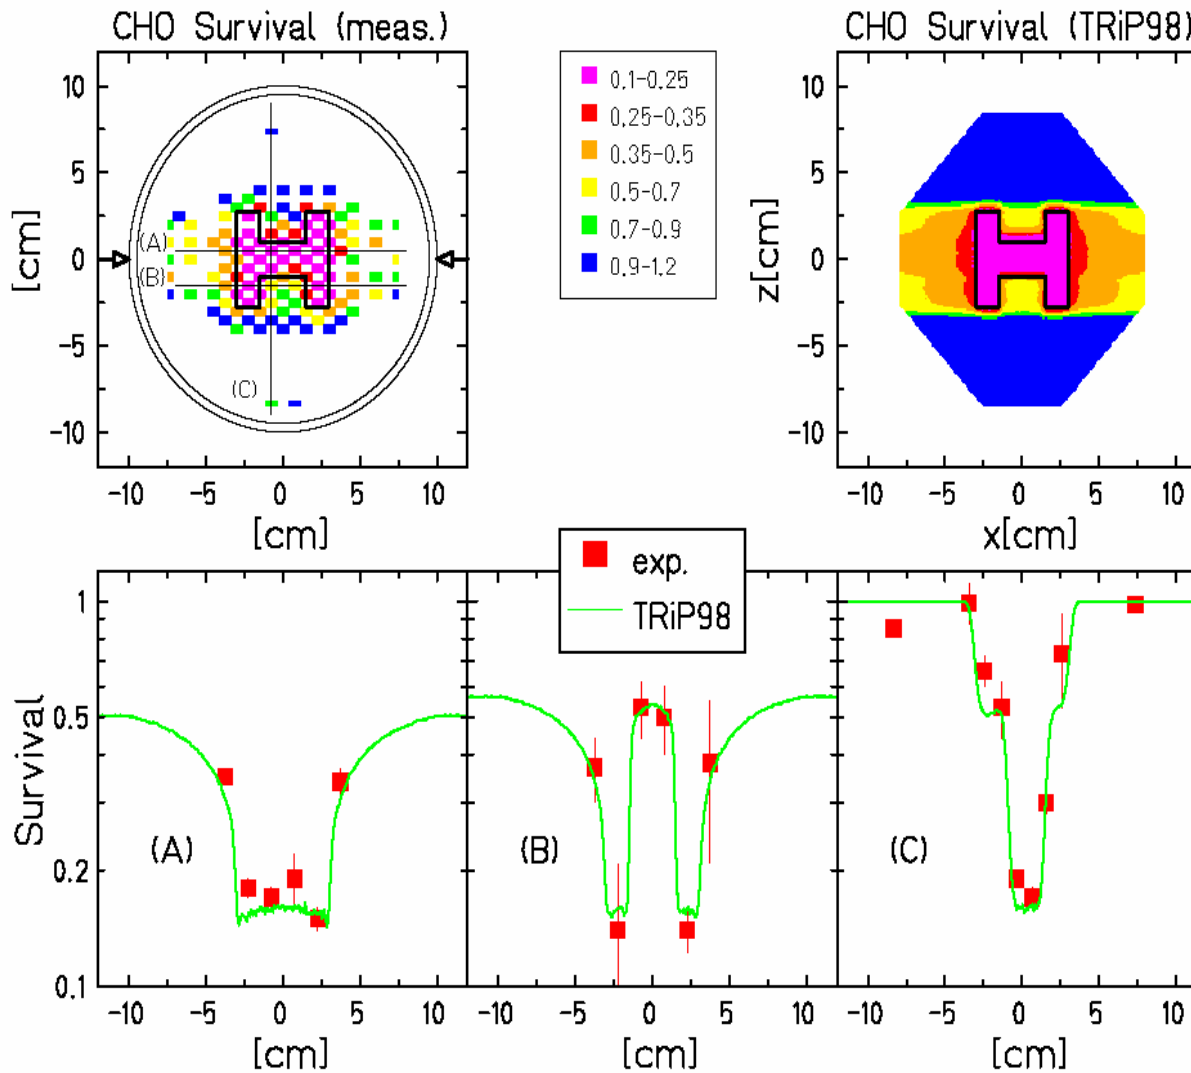 CHO Survival (meas.)
CHO Survival (TRiP98)
0.1-0.25
0.25-0.35
0.35-0.5
0.5-0.7
0.7-0.9
0.9-1.2
10
5
0
-5
-10
[cm]
(A)
(B)
(C)
-10 -5 0 5 10
[cm]
10
5
0
-5
-10
z[cm]
-10 -5 0 5 10
x[cm]
exp.
TRiP98
1
0.5
0.2
0.1
Survival
(A)
(B)
(C)
-10 -5 0 5 10
[cm]
-10 -5 0 5 10
[cm]
-10 -5 0 5 10
[cm]